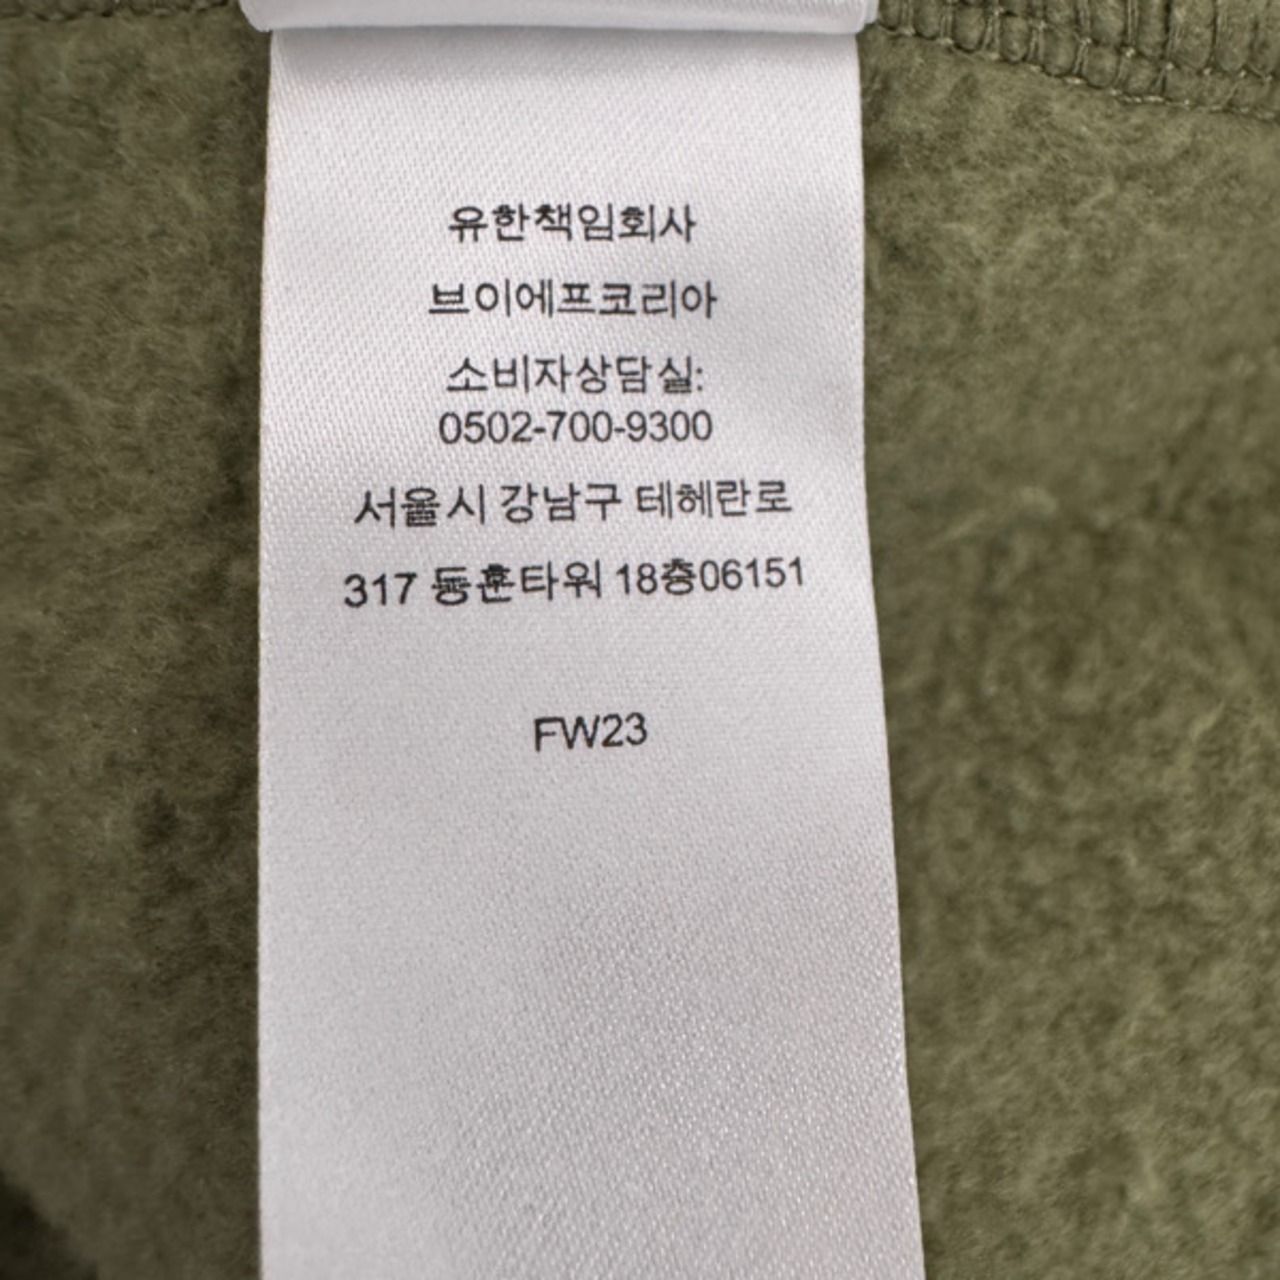 유한책임회사
브이에프코리아
소비자상담실:
0502-700-9300
서울시 강남구 테헤란로
317 동훈타워 18층06151
FW23